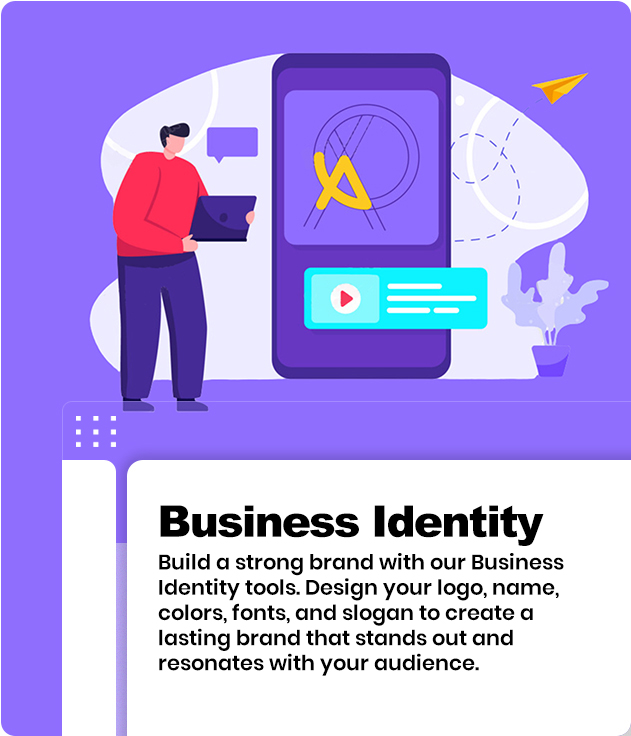 Business Identity
Build a strong brand with our Business
Identity tools. Design your logo, name,
colors, fonts, and slogan to create a
lasting brand that stands out and
resonates with your audience.